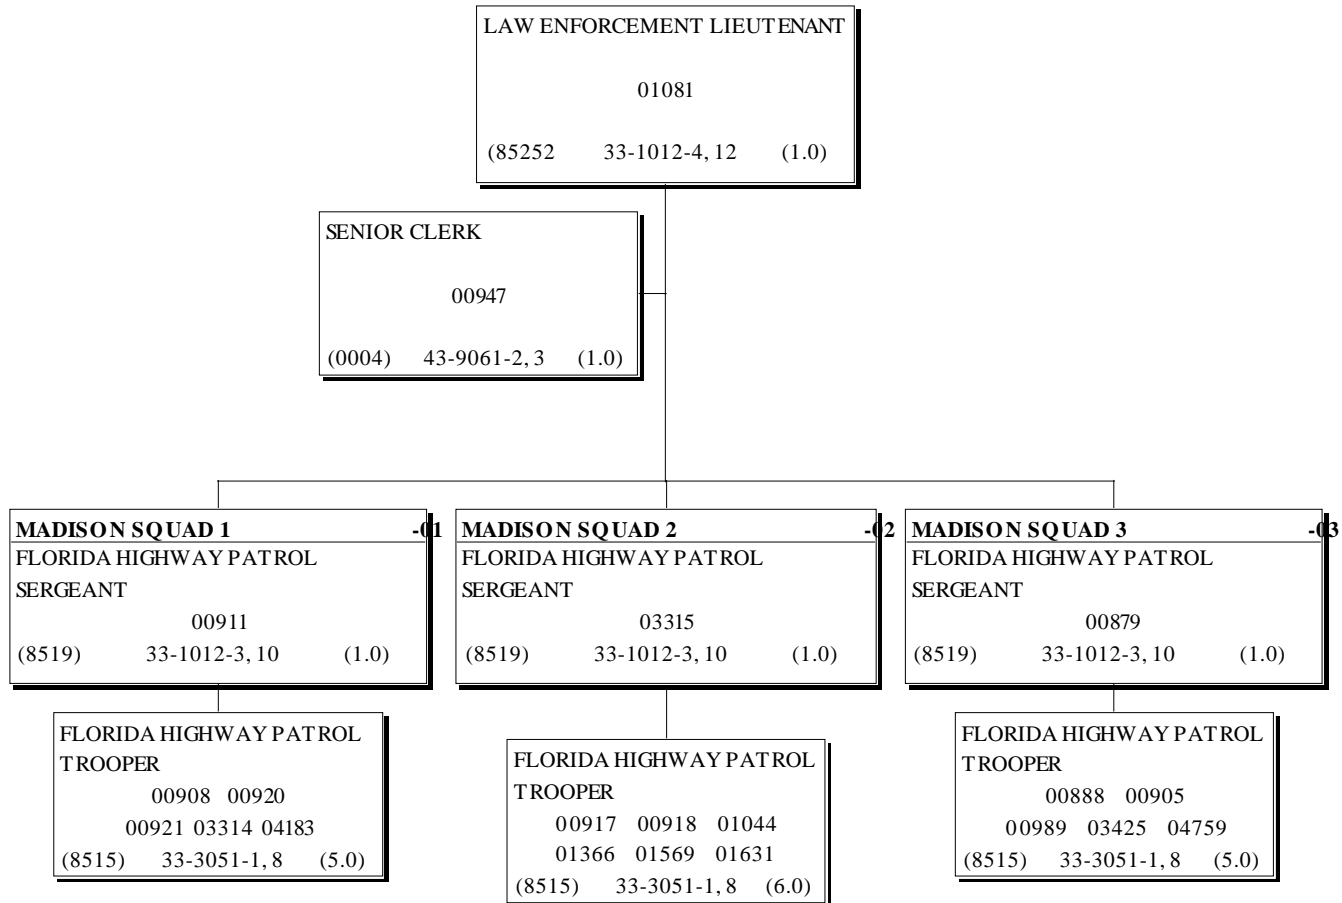 LAW ENFORCEMENT LIEUTENANT
01081
(85252 33-1012-4, 12 (1.0)
SENIOR CLERK
00947
(0004) 43-9061-2, 3 (1.0)
MADISON SQUAD 1 -01
FLORIDA HIGHWAY PATROL
SERGEANT
00911
(8519) 33-1012-3, 10 (1.0)
FLORIDA HIGHWAY PATROL
TROOPER
00908 00920
00921 03314 04183
(8515) 33-3051-1, 8 (5.0)
MADISON SQUAD 2 -02
FLORIDA HIGHWAY PATROL
SERGEANT
03315
(8519) 33-1012-3, 10 (1.0)
FLORIDA HIGHWAY PATROL
TROOPER
00917 00918 01044
01366 01569 01631
(8515) 33-3051-1, 8 (6.0)
MADISON SQUAD 3 -03
FLORIDA HIGHWAY PATROL
SERGEANT
00879
(8519) 33-1012-3, 10 (1.0)
FLORIDA HIGHWAY PATROL
TROOPER
00888 00905
00989 03425 04759
(8515) 33-3051-1, 8 (5.0)